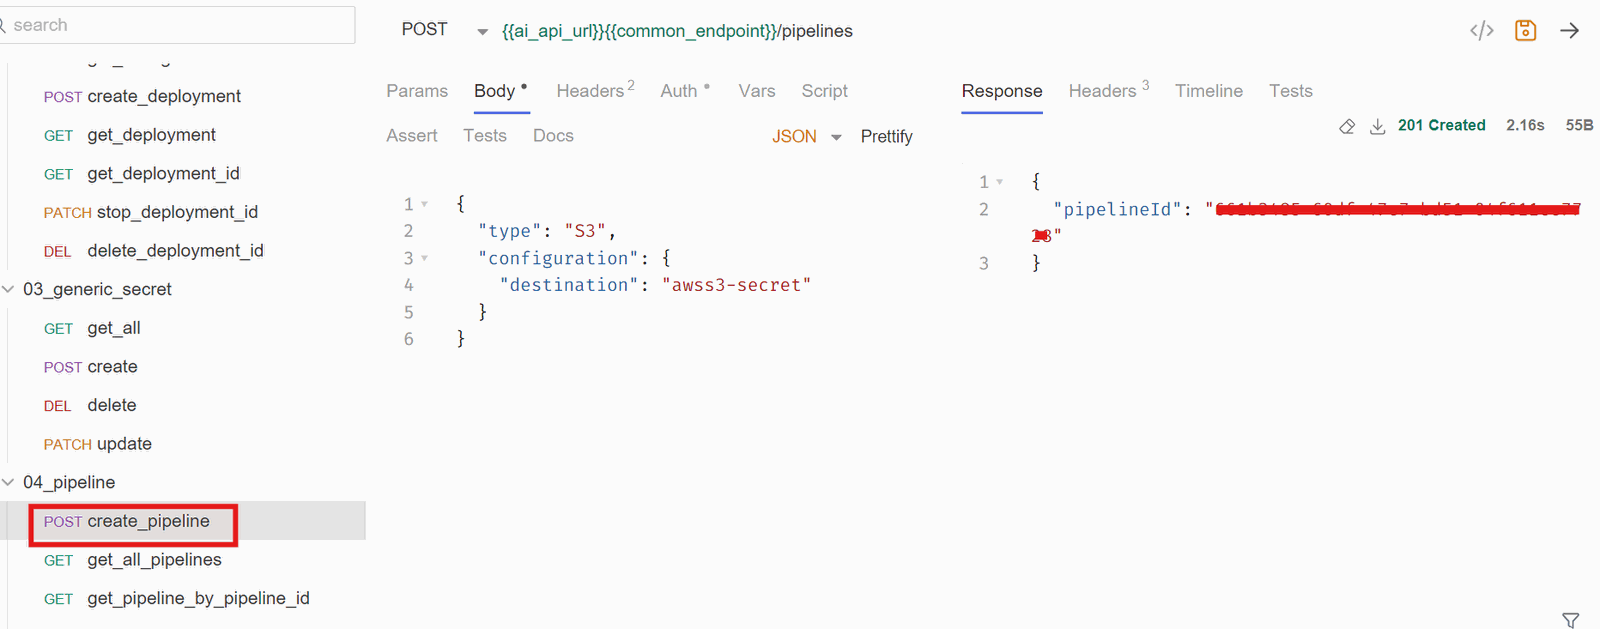 search
POST create_deployment
GET get_deployment
GET get_deployment_id
PATCH stop_deployment_id
DEL delete_deployment_id
03_generic_secret
GET get_all
POST create
DEL delete
PATCH update
04_pipeline
POST create_pipeline
GET get_all_pipelines
GET get_pipeline_by_pipeline_id
POST {{ai_api_url}}{{common_endpoint}}/pipelines
Params Body Headers 2 Auth Vars Script
Assert Tests Docs JSON Prettify
1 {
2 "type": "S3",
3 "configuration": {
4 "destination": "awss3-secret"
5 }
6 }
Response Headers 3 Timeline Tests
201 Created 2.16s 55B
1 {
2 "pipelineId": "
"
3 }